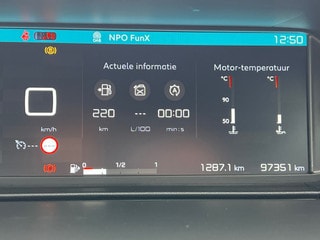 NPO FunX 12:50
Actuele informatie
Motor-temperatuur
°C °C
90
50
0
220 --- 00:00
km L/100 min:s
km/h
---
0 1/2 1
1287.1 km 97351 km